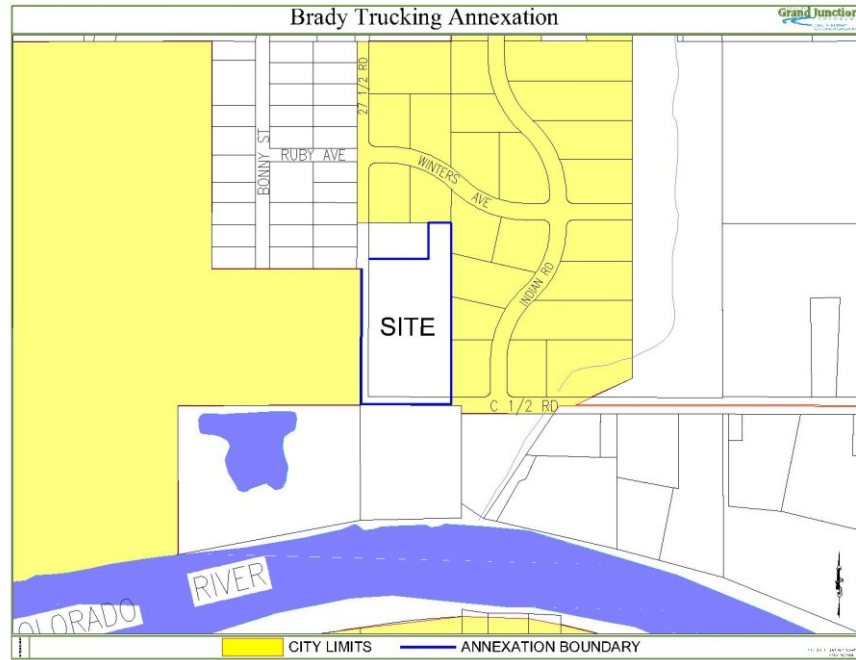 Brady Trucking Annexation
Grand Junction
27 1/2 RD
BONNY ST
RUBY AVE
WINTERS
AVE
INDIAN RD
SITE
C 1/2 RD
RIVER
OLORADO
CITY LIMITS
ANNEXATION BOUNDARY